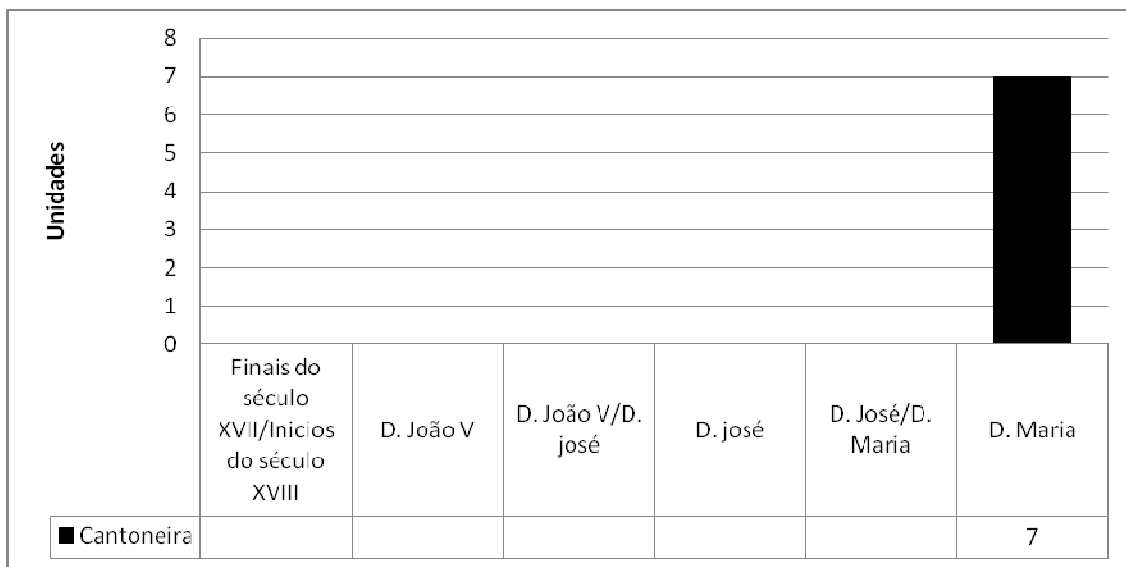 8
7
6
5
4
3
2
1
0
Unidades
Finais do
século
XVII/Inicios
do século
XVIII
D. João V
D. João V/D.
josé
D. josé
D. José/D.
Maria
D. Maria
Cantoneira
7